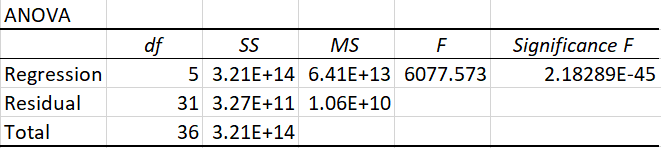 ANOVA
df SS MS F Significance F
Regression 5 3.21E+14 6.41E+13 6077.573 2.18289E-45
Residual 31 3.27E+11 1.06E+10
Total 36 3.21E+14